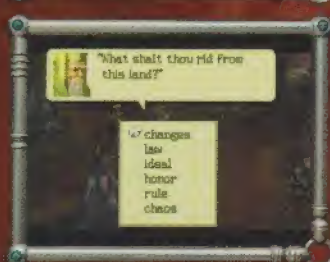 "What shalt thou rid from
this land?"
changes
law
ideal
honor
rule
chaos